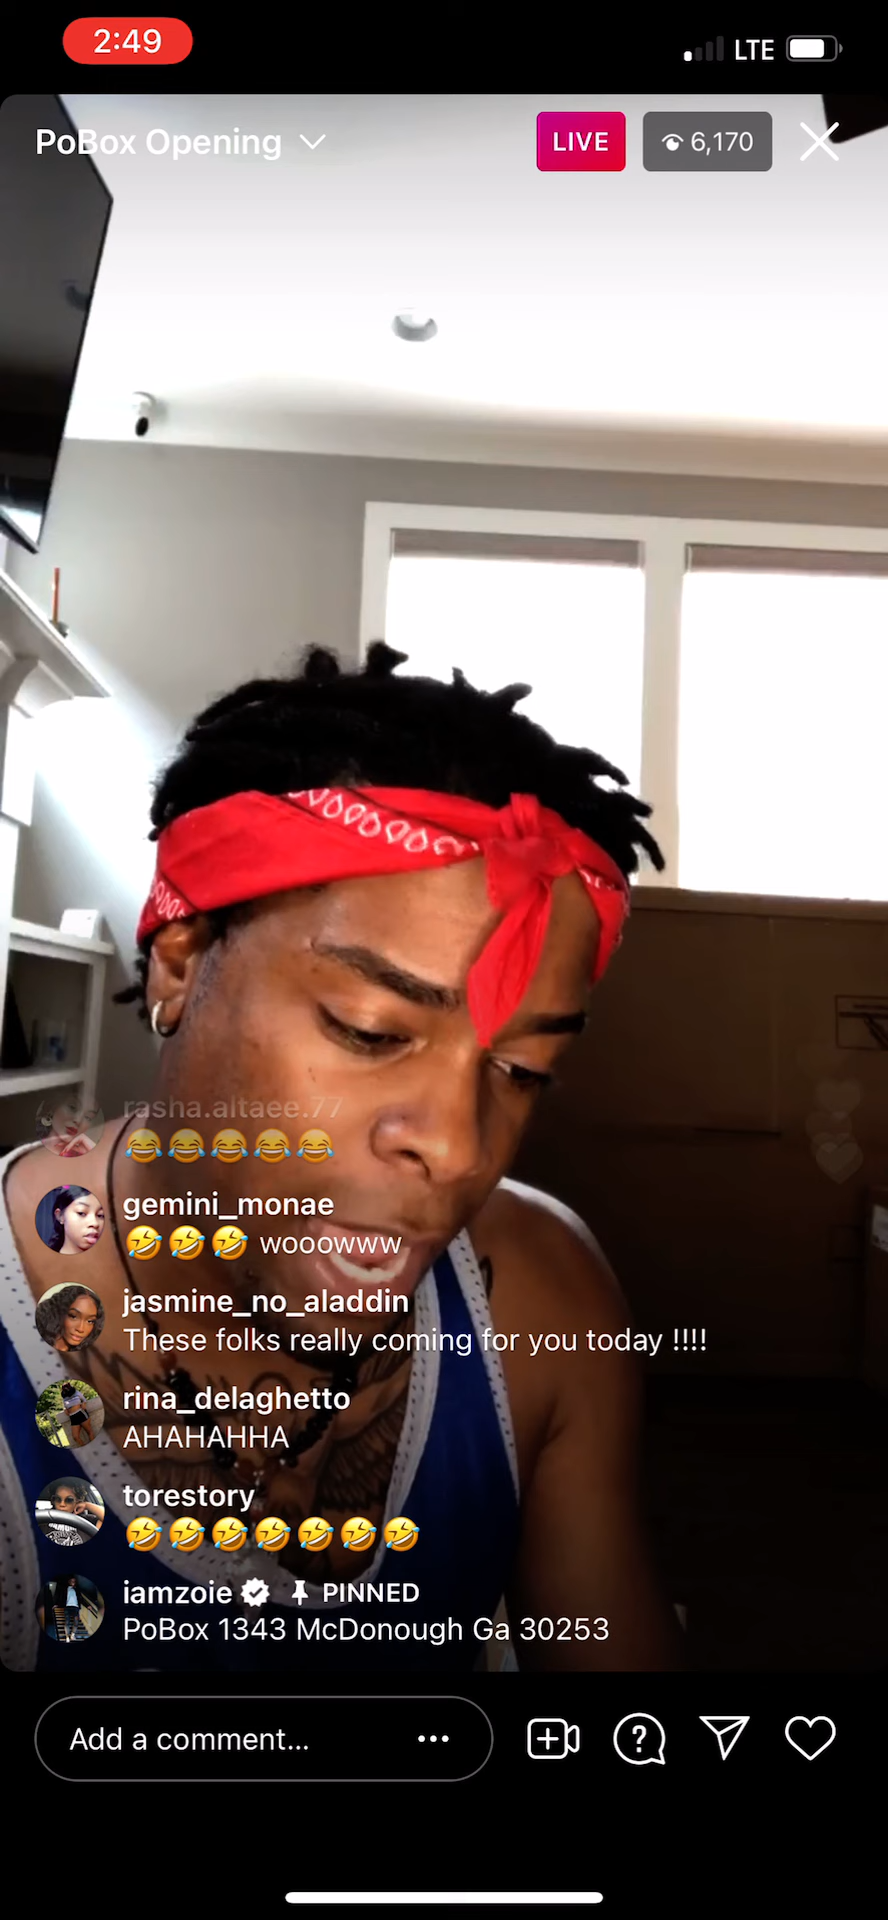 2:49
LTE
PoBox Opening
LIVE
6,170
rasha.altaee.77
😂😂😂😂😂
gemini_monae
🤣🤣🤣 wooowww
jasmine_no_aladdin
These folks really coming for you today !!!!
rina_delaghetto
AHAHAHHA
torestory
🤣🤣🤣🤣🤣🤣🤣
iamzoie PINNED
PoBox 1343 McDonough Ga 30253
Add a comment...